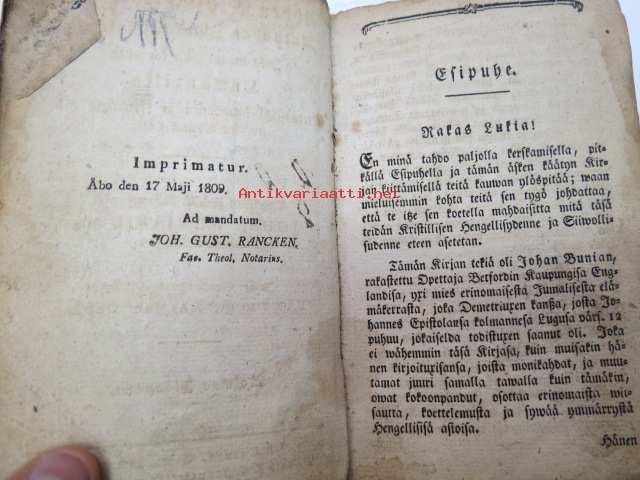 Imprimatur.
Åbo den 17 Maji 1809.
Antikvariaatti.net
Ad mandatum.
JOH. GUST. RANCKEN,
Fac. Theol. Notarius.
Esipuhe.
Rakas Lukia!
En minä tahdo paljolla kerskamisella, pit-
källä Esipuhella ja tämän äsken käätyn Kir-
jan kiittämisellä teitä kauwan ylöspitää; waan
mielusemmin kohta teitä sen tygö johdattaa,
että te itze sen koetella mahdaisitta mitä täsä
teidän Kristillisen Hengellisydenne ja Siiwolli-
sudenne eteen asetetan.
Tämän Kirjan tekiä oli Johan Bunian,
rakastettu Opettaja Betfordin Kaupungisa Eng-
landisa, yxi mies erinomaisesta Jumalisesta elä-
mäkerrasta, joka Demetriuxen kanßa, josta Jo-
hannes Epistolansa kolmannesa Lugusa värs. 12
puhuu, jokaiselda todistuxen saanut oli. Joka
ei wähemmin täsä Kirjasa, kuin muisakin hä-
nen kirjoituxisansa, joista monikahdat, ja muu-
tamat juuri samalla tawalla kuin tämäkin,
owat kokoonpandut, osottaa erinomaista wii-
sautta, koettelemusta ja sywää ymmärrystä
Hengellisisä asioisa.
Hänen